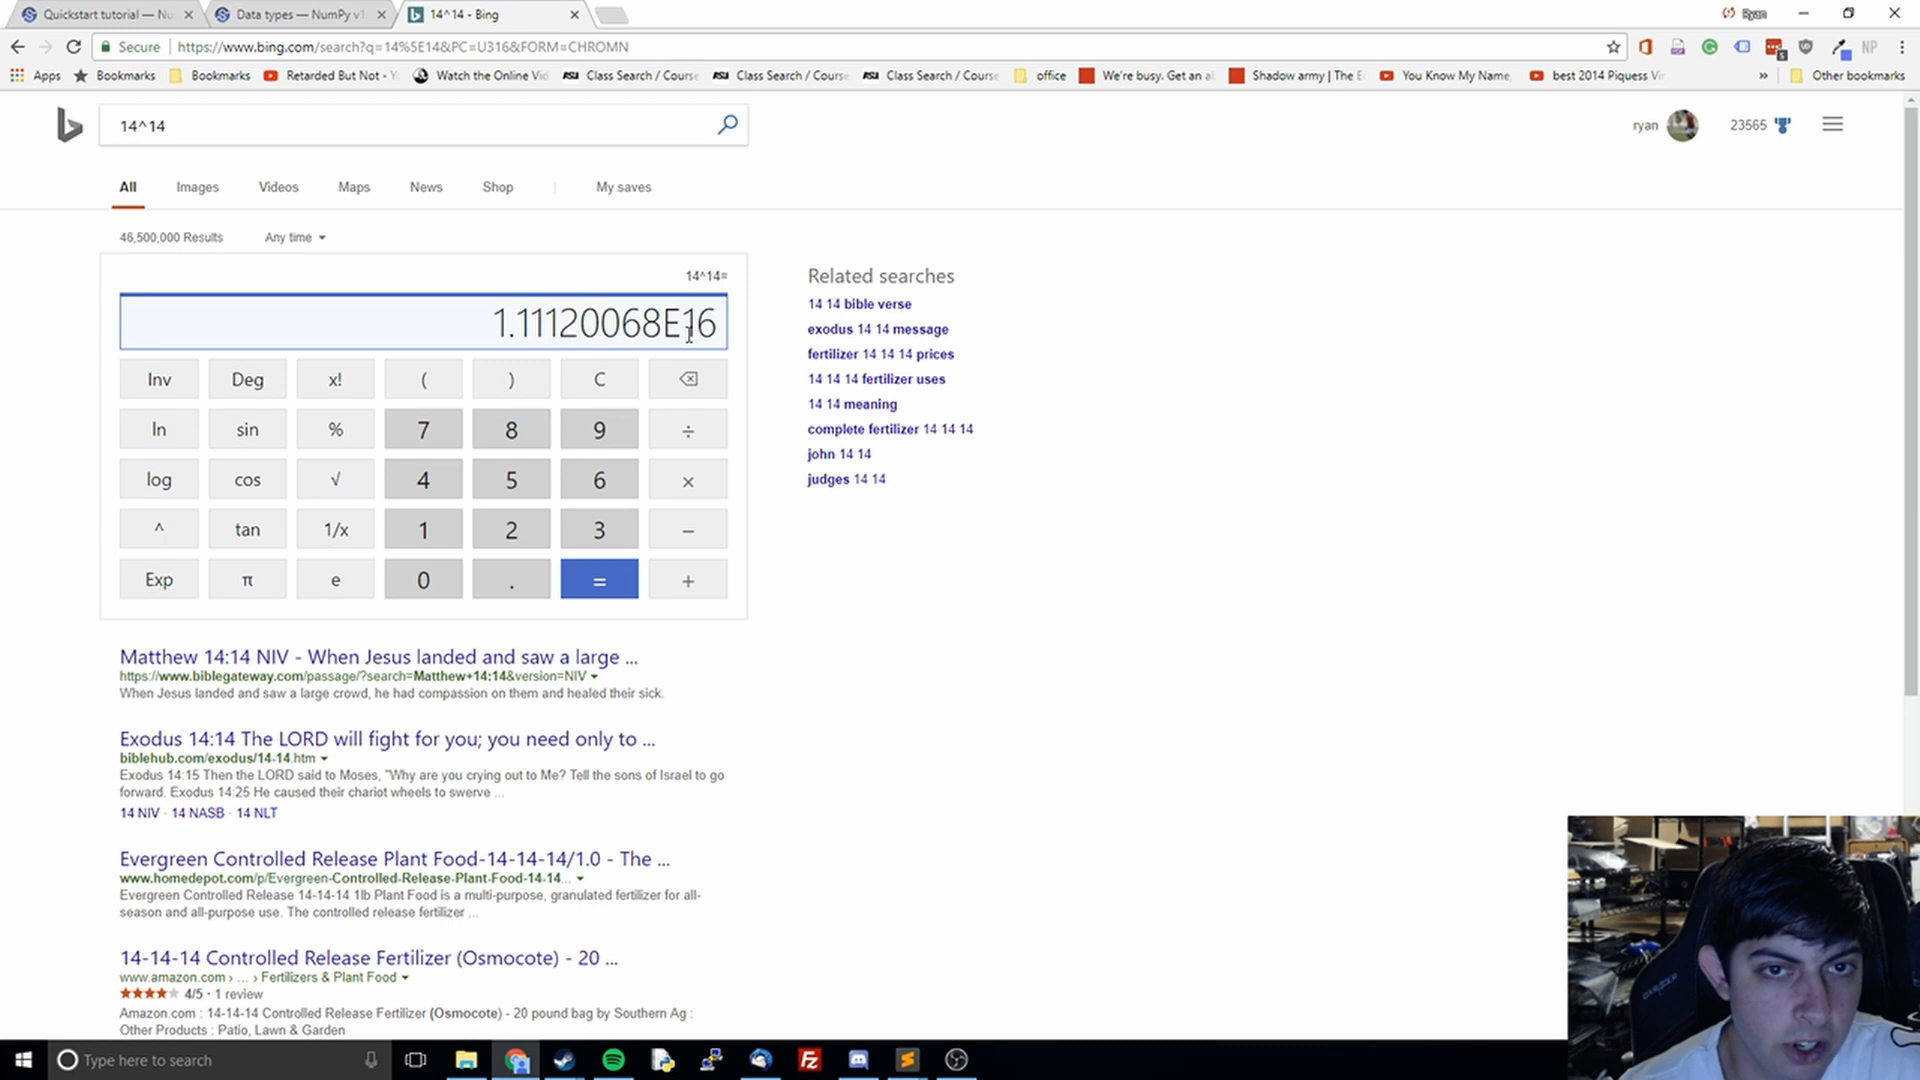 Quickstart tutorial — Nu
Data types — NumPy v1
14^14 - Bing
Ryan
Secure
https://www.bing.com/search?q=14%5E14&PC=U316&FORM=CHROMN
NP
Apps
Bookmarks
Bookmarks
Retarded But Not - Y
Watch the Online Vid
ASU Class Search / Course
ASU Class Search / Course
ASU Class Search / Course
office
We're busy. Get an a
Shadow army | The E
You Know My Name
best 2014 Piquess Vi
»
Other bookmarks
14^14
ryan
23565
All
Images
Videos
Maps
News
Shop
My saves
46,500,000 Results
Any time
14^14=
1.11120068E16
Inv Deg x! ( ) C
ln sin % 7 8 9 ÷
log cos √ 4 5 6 ×
^ tan 1/x 1 2 3 −
Exp π e 0 . = +
Related searches
14 14 bible verse
exodus 14 14 message
fertilizer 14 14 14 prices
14 14 14 fertilizer uses
14 14 meaning
complete fertilizer 14 14 14
john 14 14
judges 14 14
Matthew 14:14 NIV - When Jesus landed and saw a large ...
https://www.biblegateway.com/passage/?search=Matthew+14:14&version=NIV
When Jesus landed and saw a large crowd, he had compassion on them and healed their sick.
Exodus 14:14 The LORD will fight for you; you need only to ...
biblehub.com/exodus/14-14.htm
Exodus 14:15 Then the LORD said to Moses, "Why are you crying out to Me? Tell the sons of Israel to go
forward. Exodus 14:25 He caused their chariot wheels to swerve ...
14 NIV · 14 NASB · 14 NLT
Evergreen Controlled Release Plant Food-14-14-14/1.0 - The ...
www.homedepot.com/p/Evergreen-Controlled-Release-Plant-Food-14-14...
Evergreen Controlled Release 14-14-14 1lb Plant Food is a multi-purpose, granulated fertilizer for all-
season and all-purpose use. The controlled release fertilizer ...
14-14-14 Controlled Release Fertilizer (Osmocote) - 20 ...
www.amazon.com › ... › Fertilizers & Plant Food
4/5 · 1 review
Amazon.com : 14-14-14 Controlled Release Fertilizer (Osmocote) - 20 pound bag by Southern Ag :
Other Products : Patio, Lawn & Garden
Type here to search